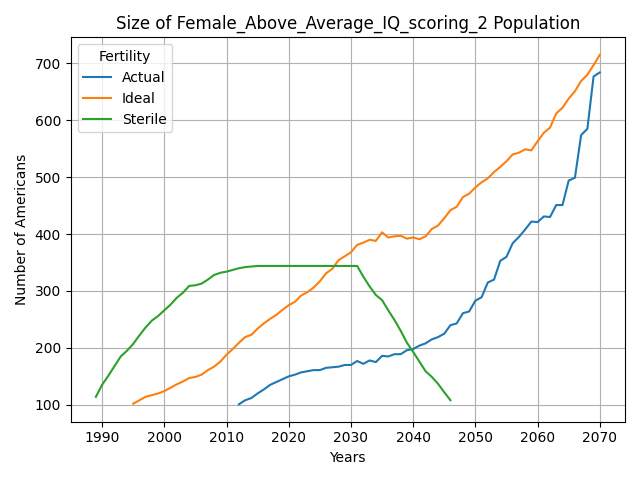 Size of Female_Above_Average_IQ_scoring_2 Population
Fertility
Actual
Ideal
Sterile
Number of Americans
700
600
500
400
300
200
100
1990 2000 2010 2020 2030 2040 2050 2060 2070
Years